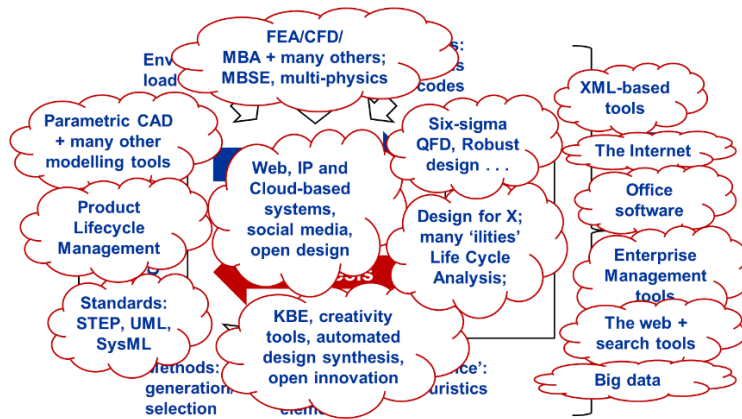 FEA/CFD/
MBA + many others;
MBSE, multi-physics
codes
Parametric CAD
+ many other
modelling tools
Product
Lifecycle
Management
Standards:
STEP, UML,
SysML
Web, IP and
Cloud-based
systems,
social media,
open design
Six-sigma
QFD, Robust
design . . .
Design for X;
many ‘ilities’
Life Cycle
Analysis;
KBE, creativity
tools, automated
design synthesis,
open innovation
Methods:
generation/
selection
XML-based
tools
The Internet
Office
software
Enterprise
Management
tools
The web +
search tools
Big data